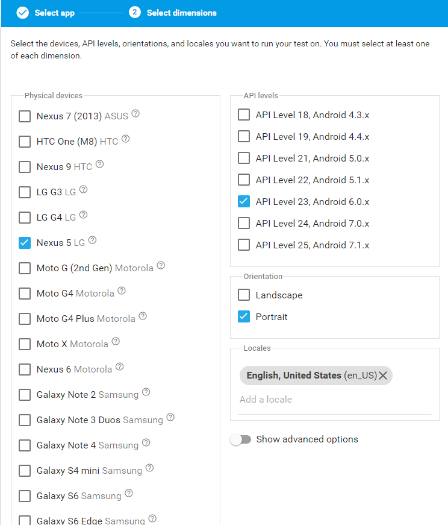 Select app
2 Select dimensions
Select the devices, API levels, orientations, and locales you want to run your test on. You must select at least one
of each dimension.
Physical devices
Nexus 7 (2013) ASUS ?
HTC One (M8) HTC ?
Nexus 9 HTC ?
LG G3 LG ?
LG G4 LG ?
Nexus 5 LG ?
Moto G (2nd Gen) Motorola ?
Moto G4 Motorola ?
Moto G4 Plus Motorola ?
Moto X Motorola ?
Nexus 6 Motorola ?
Galaxy Note 2 Samsung ?
Galaxy Note 3 Duos Samsung ?
Galaxy Note 4 Samsung ?
Galaxy S4 mini Samsung ?
Galaxy S6 Samsung ?
Galaxy S6 Edge Samsung ?
API levels
API Level 18, Android 4.3.x
API Level 19, Android 4.4.x
API Level 21, Android 5.0.x
API Level 22, Android 5.1.x
API Level 23, Android 6.0.x
API Level 24, Android 7.0.x
API Level 25, Android 7.1.x
Orientation
Landscape
Portrait
Locales
English, United States (en_US)
Add a locale
Show advanced options